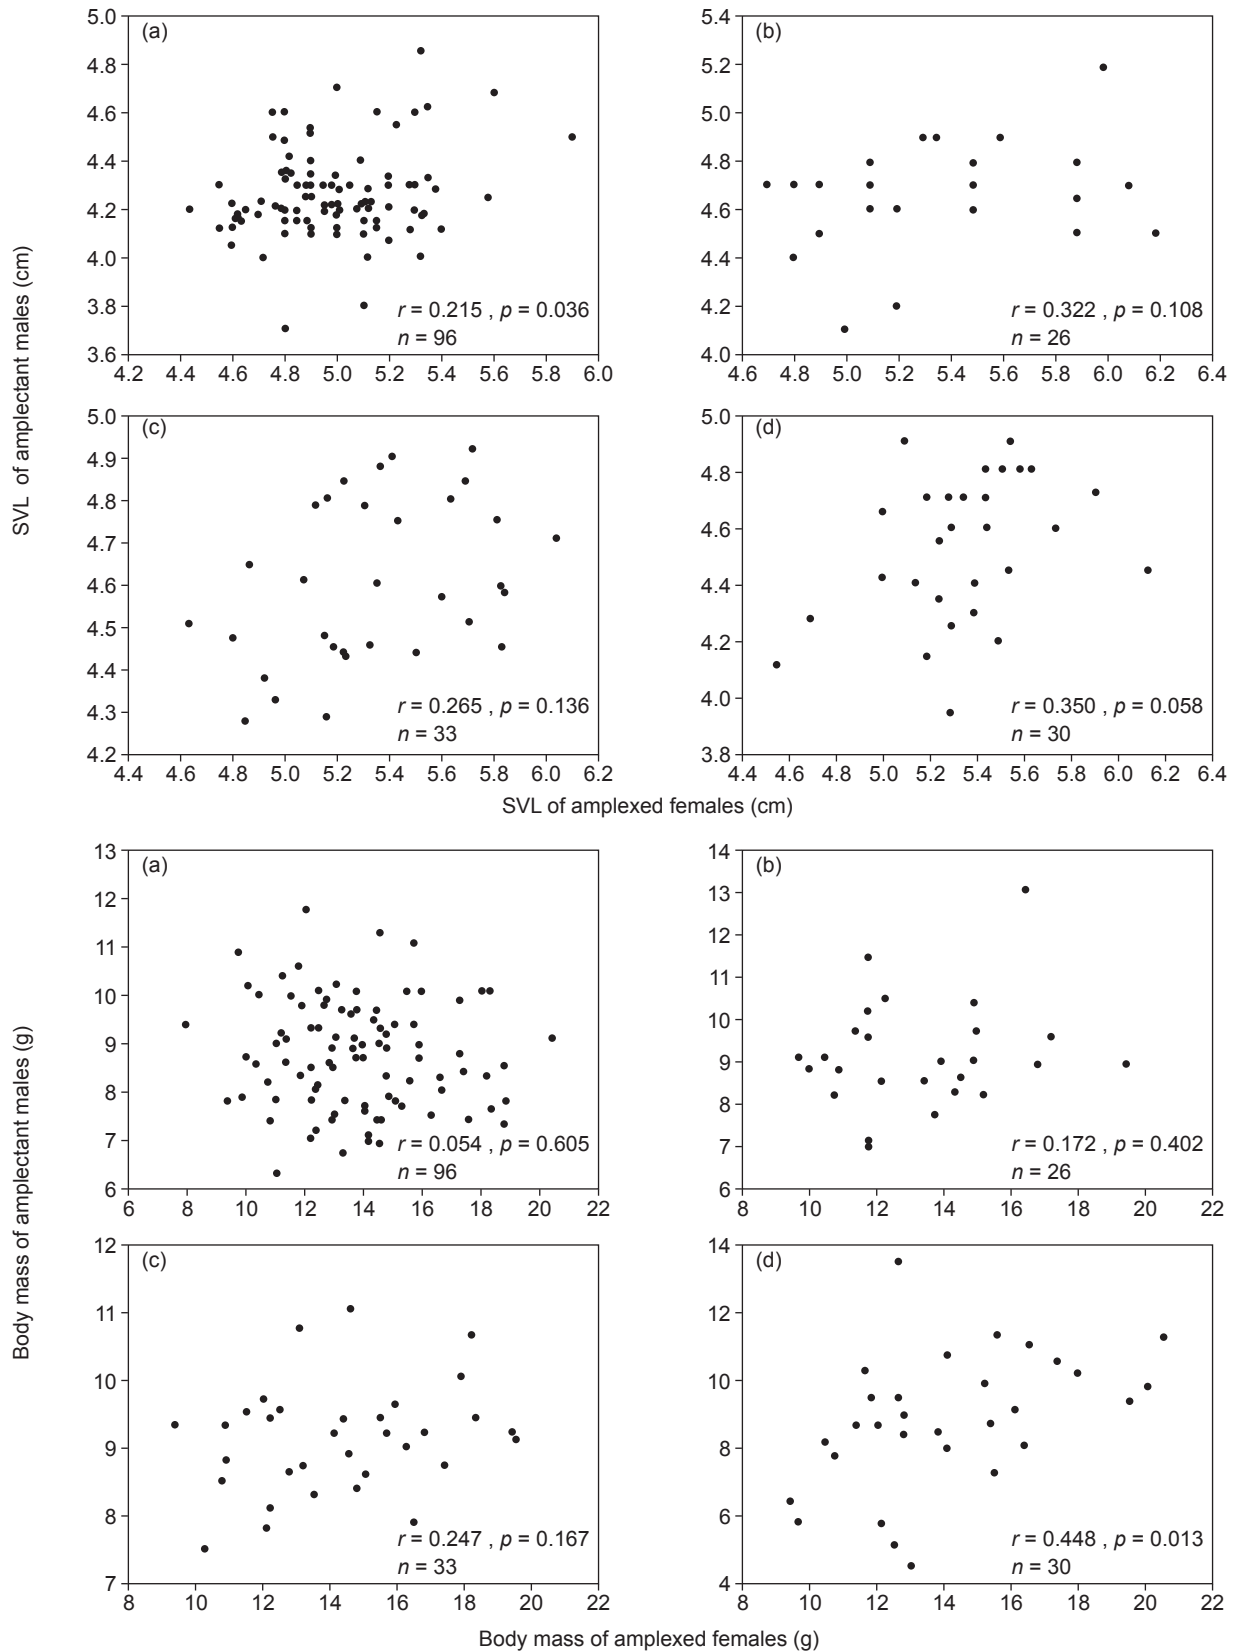 SVL of amplectant males (cm)
(a)
5.0
4.8
4.6
4.4
4.2
4.0
3.8
3.6
r = 0.215 , p = 0.036
n = 96
4.2 4.4 4.6 4.8 5.0 5.2 5.4 5.6 5.8 6.0
(b)
5.4
5.2
5.0
4.8
4.6
4.4
4.2
4.0
r = 0.322 , p = 0.108
n = 26
4.6 4.8 5.0 5.2 5.4 5.6 5.8 6.0 6.2 6.4
(c)
5.0
4.9
4.8
4.7
4.6
4.5
4.4
4.3
4.2
r = 0.265 , p = 0.136
n = 33
4.4 4.6 4.8 5.0 5.2 5.4 5.6 5.8 6.0 6.2
(d)
5.0
4.8
4.6
4.4
4.2
4.0
3.8
r = 0.350 , p = 0.058
n = 30
4.4 4.6 4.8 5.0 5.2 5.4 5.6 5.8 6.0 6.2 6.4
SVL of amplexed females (cm)
Body mass of amplectant males (g)
(a)
13
12
11
10
9
8
7
6
r = 0.054 , p = 0.605
n = 96
6 8 10 12 14 16 18 20 22
(b)
14
13
12
11
10
9
8
7
6
r = 0.172 , p = 0.402
n = 26
8 10 12 14 16 18 20 22
(c)
12
11
10
9
8
7
r = 0.247 , p = 0.167
n = 33
8 10 12 14 16 18 20 22
(d)
14
12
10
8
6
4
r = 0.448 , p = 0.013
n = 30
8 10 12 14 16 18 20 22
Body mass of amplexed females (g)